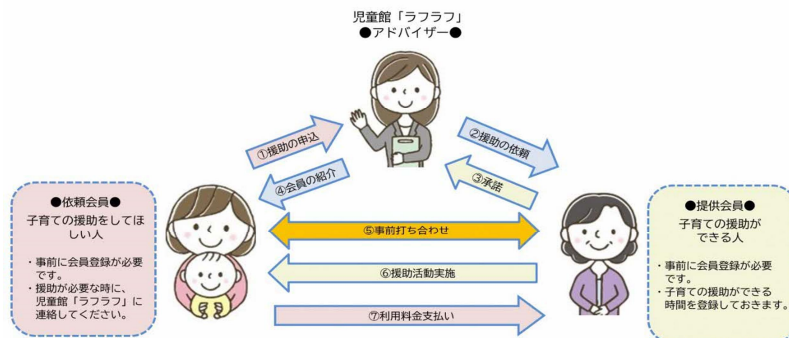 児童館「ラフラフ」
●アドバイザー●
①援助の申込
②援助の依頼
④会員の紹介
③承諾
●依頼会員●
子育ての援助をしてほ
しい人
・事前に会員登録が必要
です。
・援助が必要な時に、
児童館「ラフラフ」に
連絡してください。
⑤事前打ち合わせ
⑥援助活動実施
⑦利用料金支払い
●提供会員●
子育ての援助が
できる人
・事前に会員登録が必要
です。
・子育ての援助ができる
時間を登録しておきます。